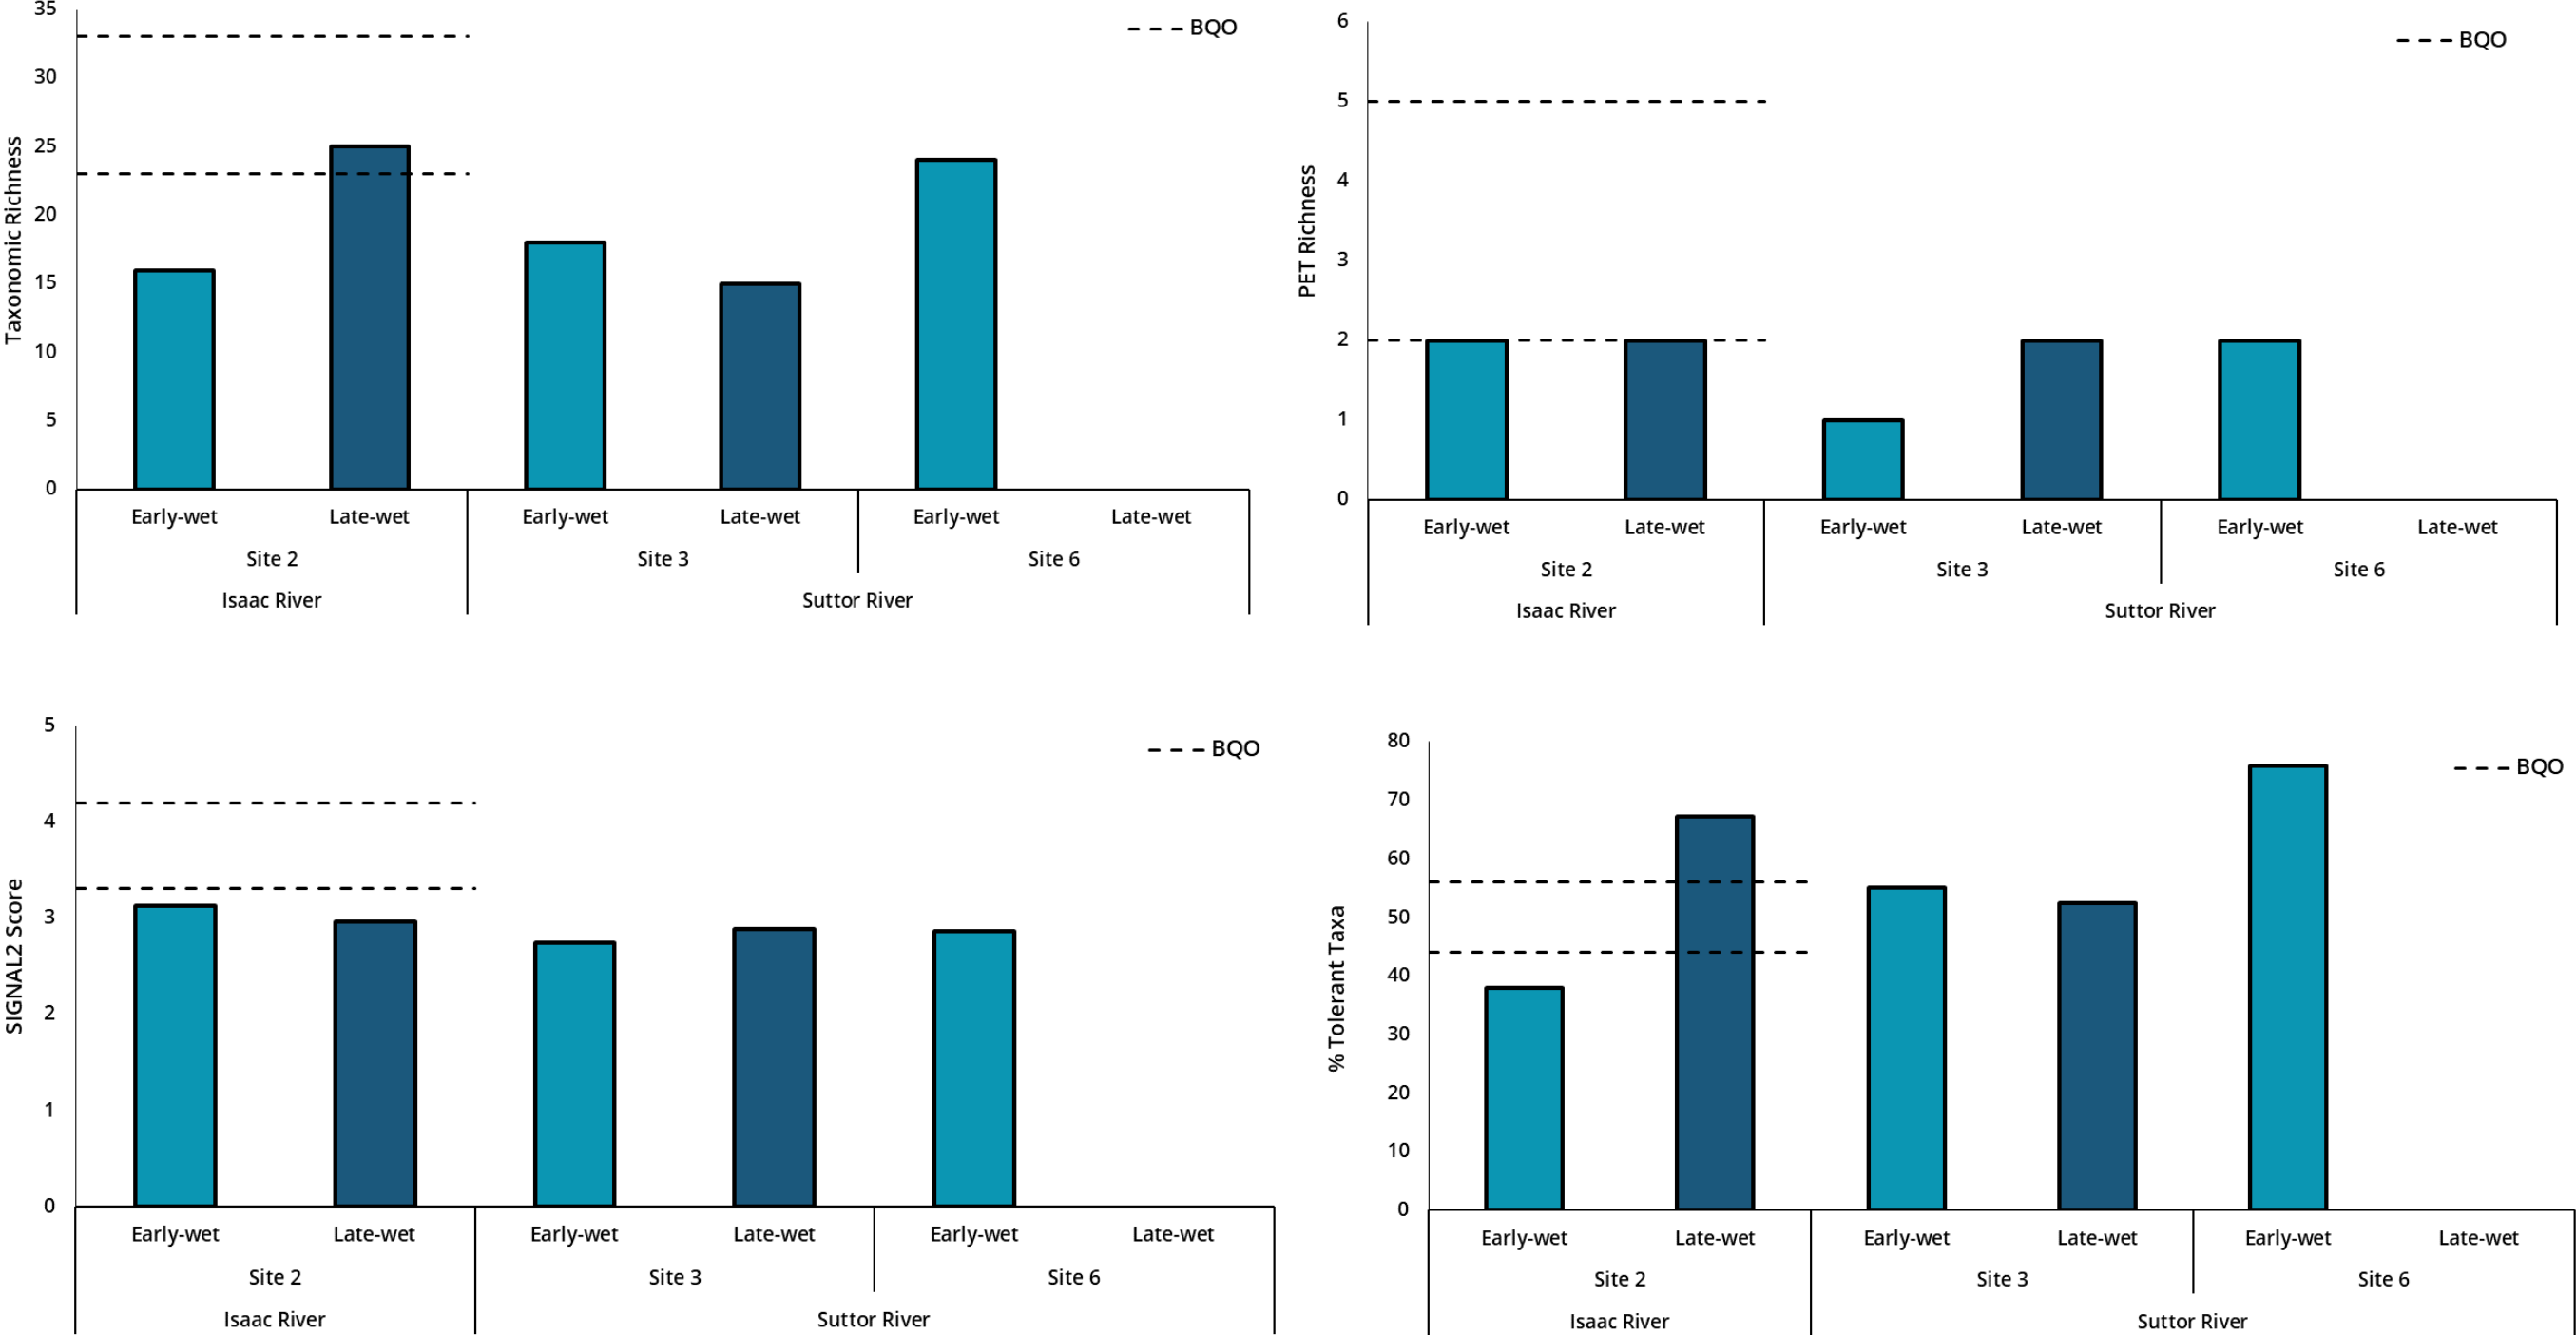 35
30
25
20
15
10
5
0
Taxonomic Richness
BQO
Early-wet Late-wet Early-wet Late-wet Early-wet Late-wet
Site 2 Site 3 Site 6
Isaac River Suttor River
6
5
4
3
2
1
0
PET Richness
BQO
Early-wet Late-wet Early-wet Late-wet Early-wet Late-wet
Site 2 Site 3 Site 6
Isaac River Suttor River
5
4
3
2
1
0
SIGNAL2 Score
BQO
Early-wet Late-wet Early-wet Late-wet Early-wet Late-wet
Site 2 Site 3 Site 6
Isaac River Suttor River
80
70
60
50
40
30
20
10
0
% Tolerant Taxa
BQO
Early-wet Late-wet Early-wet Late-wet Early-wet Late-wet
Site 2 Site 3 Site 6
Isaac River Suttor River